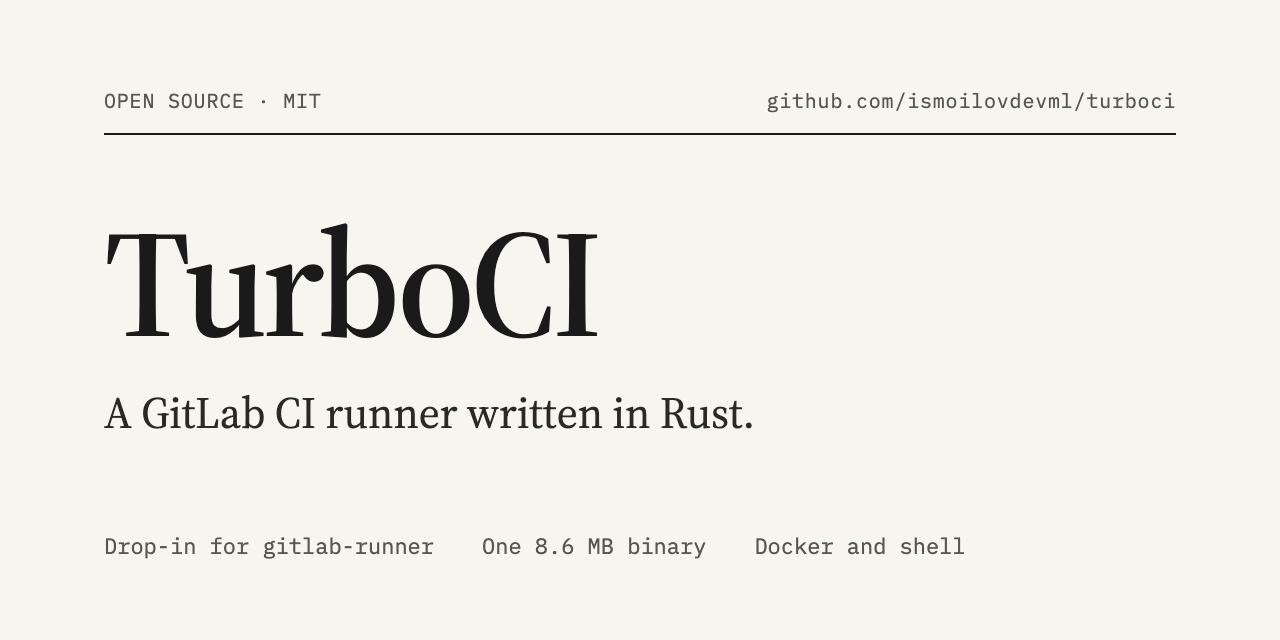 OPEN SOURCE · MIT
github.com/ismoilovdevml/turboci
TurboCI
A GitLab CI runner written in Rust.
Drop-in for gitlab-runner
One 8.6 MB binary
Docker and shell